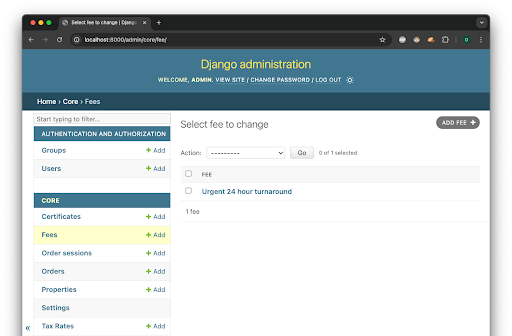 Select fee to change | Djang
localhost:8000/admin/core/fee/
D
Django administration
WELCOME, ADMIN. VIEW SITE / CHANGE PASSWORD / LOG OUT
Home › Core › Fees
Start typing to filter...
AUTHENTICATION AND AUTHORIZATION
Groups + Add
Users + Add
CORE
Certificates + Add
Fees + Add
Order sessions + Add
Orders + Add
Properties + Add
Settings
Tax Rates + Add
«
Select fee to change
ADD FEE +
Action: --------- Go 0 of 1 selected
FEE
Urgent 24 hour turnaround
1 fee